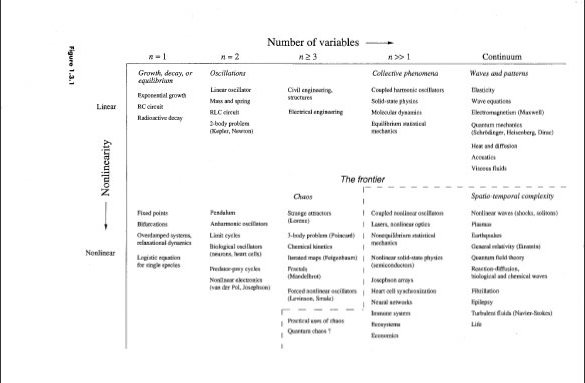 Figure 1.3.1
Number of variables
n = 1
n = 2
n ≥ 3
n >> 1
Continuum
Nonlinearity
Linear
Growth, decay, or
equilibrium
Exponential growth
RC circuit
Radioactive decay
Oscillations
Linear oscillator
Mass and spring
RLC circuit
2-body problem
(Kepler, Newton)
Civil engineering,
structures
Electrical engineering
Collective phenomena
Coupled harmonic oscillators
Solid-state physics
Molecular dynamics
Equilibrium statistical
mechanics
Waves and patterns
Elasticity
Wave equations
Electromagnetism (Maxwell)
Quantum mechanics
(Schrödinger, Heisenberg, Dirac)
Heat and diffusion
Acoustics
Viscous fluids
The frontier
Nonlinear
Fixed points
Bifurcations
Overdamped systems,
relaxational dynamics
Logistic equation
for single species
Pendulum
Anharmonic oscillators
Limit cycles
Biological oscillators
(neurons, heart cells)
Predator-prey cycles
Nonlinear electronics
(van der Pol, Josephson)
Chaos
Strange attractors
(Lorenz)
3-body problem (Poincaré)
Chemical kinetics
Iterated maps (Feigenbaum)
Fractals
(Mandelbrot)
Forced nonlinear oscillators
(Levinson, Smale)
Practical uses of chaos
Quantum chaos ?
Coupled nonlinear oscillators
Lasers, nonlinear optics
Nonequilibrium statistical
mechanics
Nonlinear solid-state physics
(semiconductors)
Josephson arrays
Heart cell synchronization
Neural networks
Immune system
Ecosystems
Economics
Spatio-temporal complexity
Nonlinear waves (shocks, solitons)
Plasmas
Earthquakes
General relativity (Einstein)
Quantum field theory
Reaction-diffusion,
biological and chemical waves
Fibrillation
Epilepsy
Turbulent fluids (Navier-Stokes)
Life